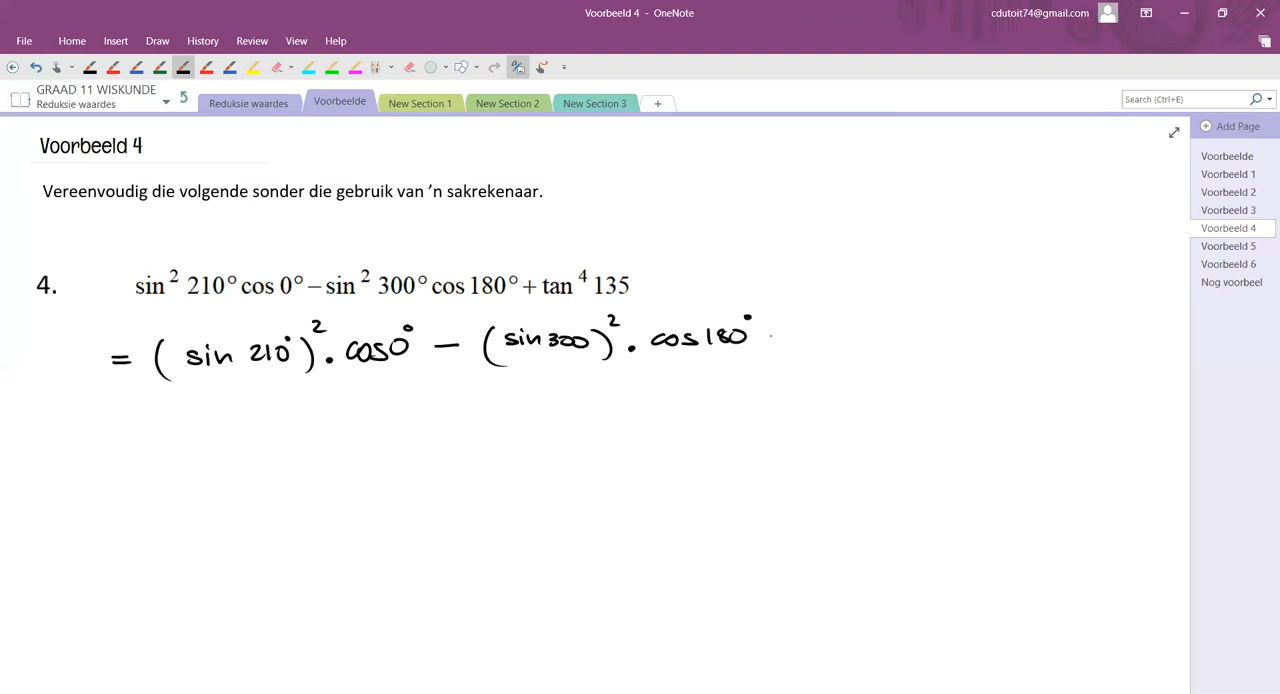 Voorbeeld 4 - OneNote
cdutoit74@gmail.com
File Home Insert Draw History Review View Help
GRAAD 11 WISKUNDE
Reduksie waardes
Reduksie waardes Voorbeelde New Section 1 New Section 2 New Section 3 +
Search (Ctrl+E)
Add Page
Voorbeelde
Voorbeeld 1
Voorbeeld 2
Voorbeeld 3
Voorbeeld 4
Voorbeeld 5
Voorbeeld 6
Nog voorbeel
Voorbeeld 4
Vereenvoudig die volgende sonder die gebruik van ’n sakrekenaar.
4. sin² 210° cos 0° – sin² 300° cos 180° + tan⁴ 135
= (sin 210°)² . cos0° – (sin 300)² . cos180°